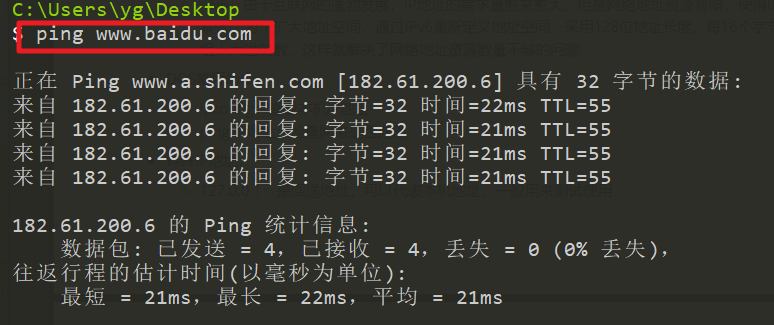 C:\Users\yg\Desktop
$ ping www.baidu.com
正在 Ping www.a.shifen.com [182.61.200.6] 具有 32 字节的数据:
来自 182.61.200.6 的回复: 字节=32 时间=22ms TTL=55
来自 182.61.200.6 的回复: 字节=32 时间=21ms TTL=55
来自 182.61.200.6 的回复: 字节=32 时间=21ms TTL=55
来自 182.61.200.6 的回复: 字节=32 时间=21ms TTL=55
182.61.200.6 的 Ping 统计信息:
数据包: 已发送 = 4，已接收 = 4，丢失 = 0 (0% 丢失)，
往返行程的估计时间(以毫秒为单位):
最短 = 21ms，最长 = 22ms，平均 = 21ms